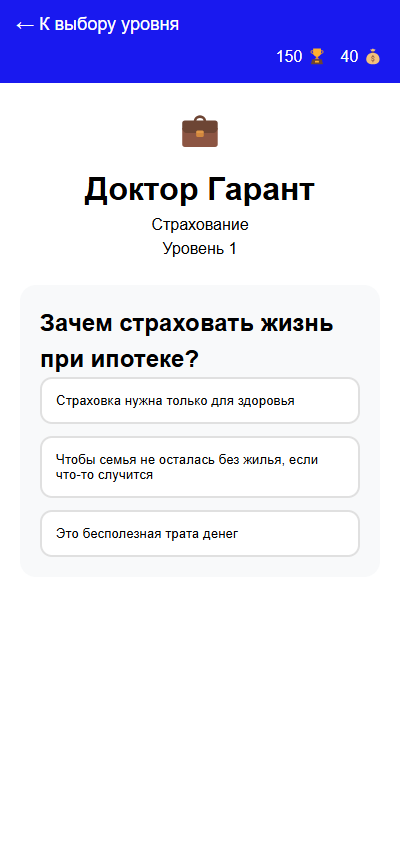 ← К выбору уровня
150 🏆 40 💰
Доктор Гарант
Страхование
Уровень 1
Зачем страховать жизнь
при ипотеке?
Страховка нужна только для здоровья
Чтобы семья не осталась без жилья, если
что-то случится
Это бесполезная трата денег